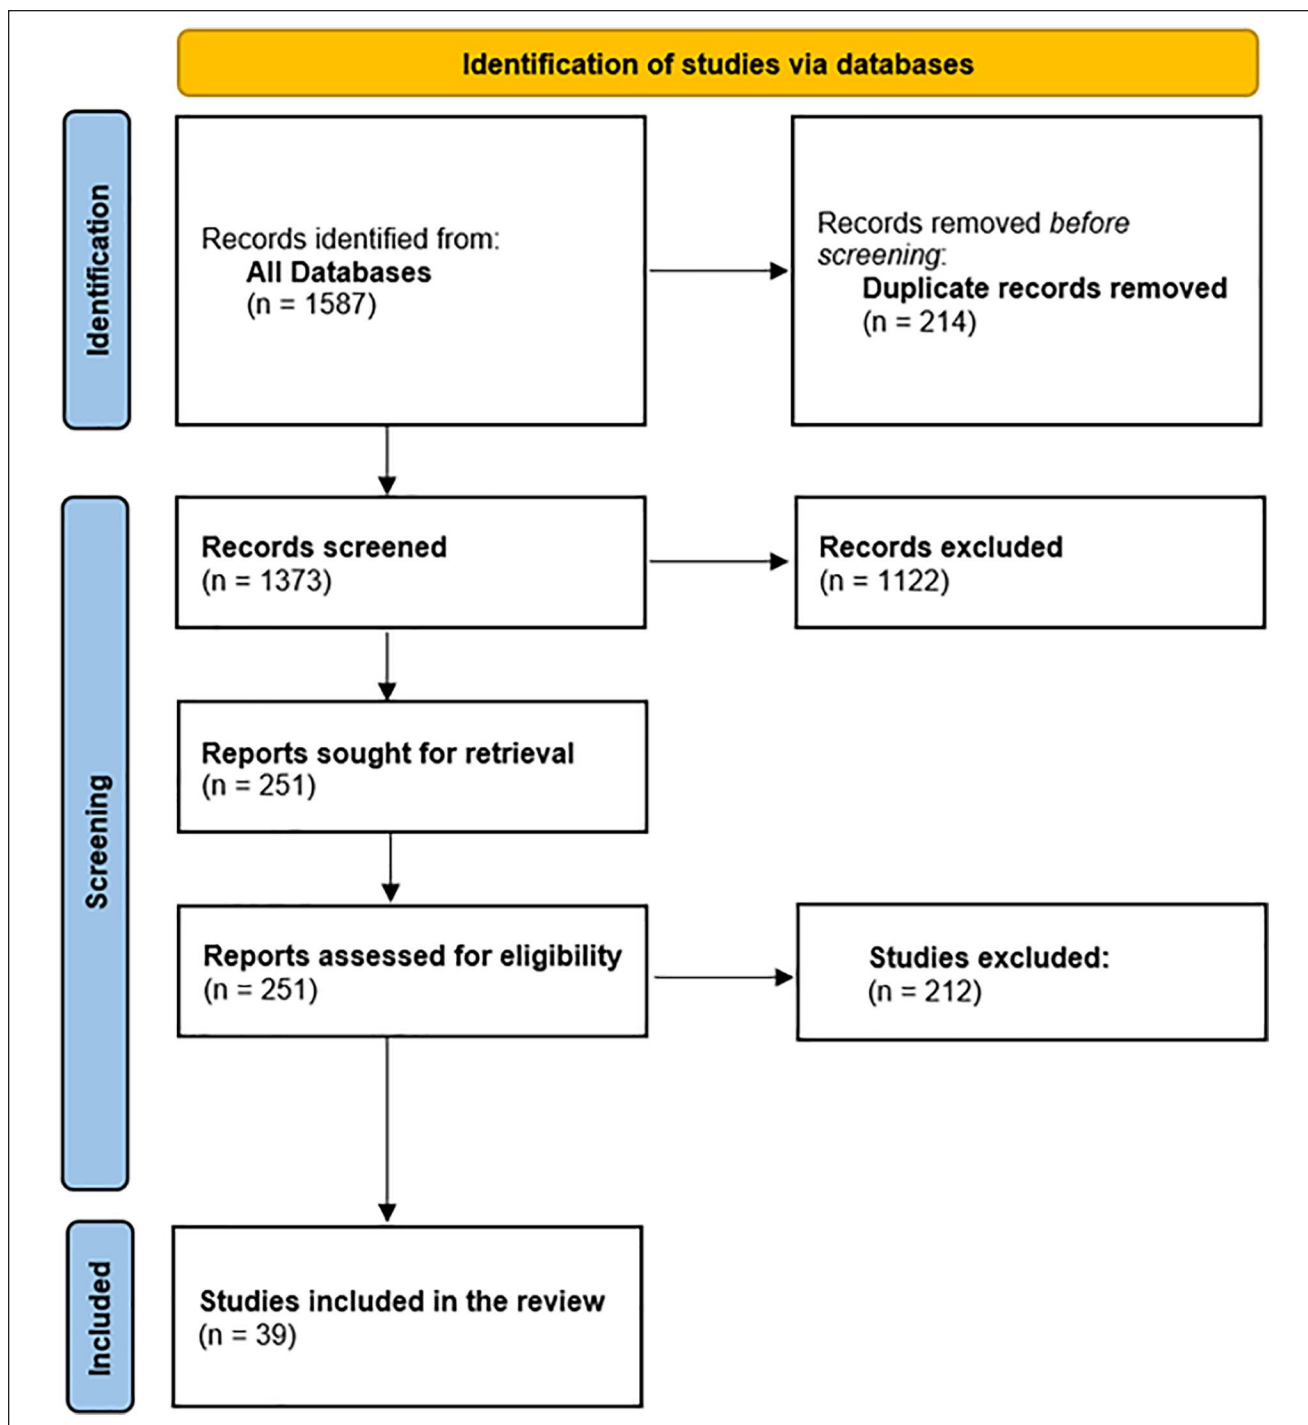 Identification of studies via databases
Identification
Records identified from:
All Databases
(n = 1587)
Records removed before
screening:
Duplicate records removed
(n = 214)
Screening
Records screened
(n = 1373)
Records excluded
(n = 1122)
Reports sought for retrieval
(n = 251)
Reports assessed for eligibility
(n = 251)
Studies excluded:
(n = 212)
Included
Studies included in the review
(n = 39)